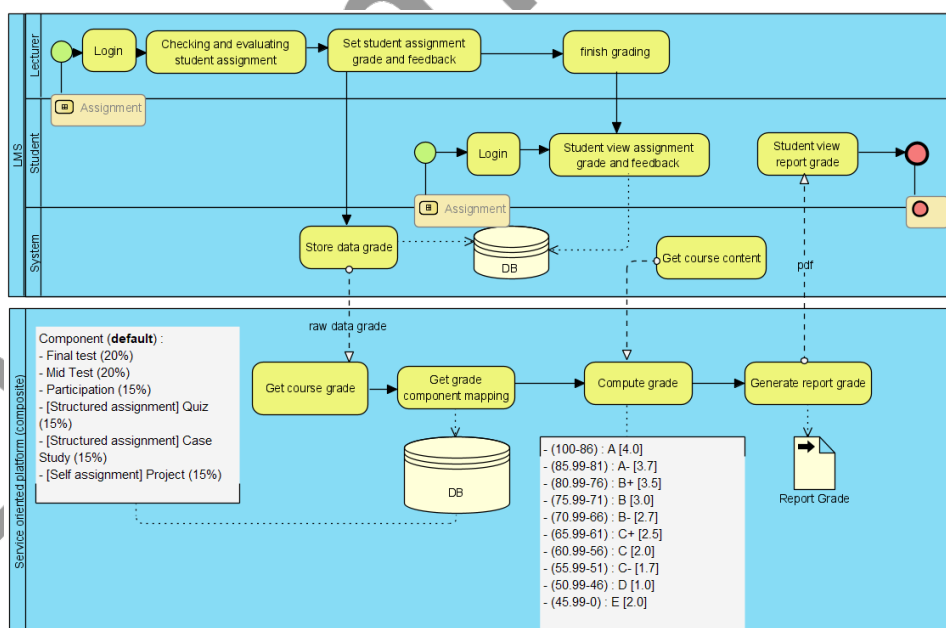 LMS
Lecturer
Login
Checking and evaluating
student assignment
Set student assignment
grade and feedback
finish grading
Assignment
Student
Login
Student view assignment
grade and feedback
Student view
report grade
Assignment
System
Store data grade
DB
Get course content
pdf
raw data grade
Service oriented platform (composite)
Component (default) :
- Final test (20%)
- Mid Test (20%)
- Participation (15%)
- [Structured assignment] Quiz
(15%)
- [Structured assignment] Case
Study (15%)
- [Self assignment] Project (15%)
Get course grade
Get grade
component mapping
Compute grade
Generate report grade
DB
- (100-86) : A [4.0]
- (85.99-81) : A- [3.7]
- (80.99-76) : B+ [3.5]
- (75.99-71) : B [3.0]
- (70.99-66) : B- [2.7]
- (65.99-61) : C+ [2.5]
- (60.99-56) : C [2.0]
- (55.99-51) : C- [1.7]
- (50.99-46) : D [1.0]
- (45.99-0) : E [2.0]
Report Grade